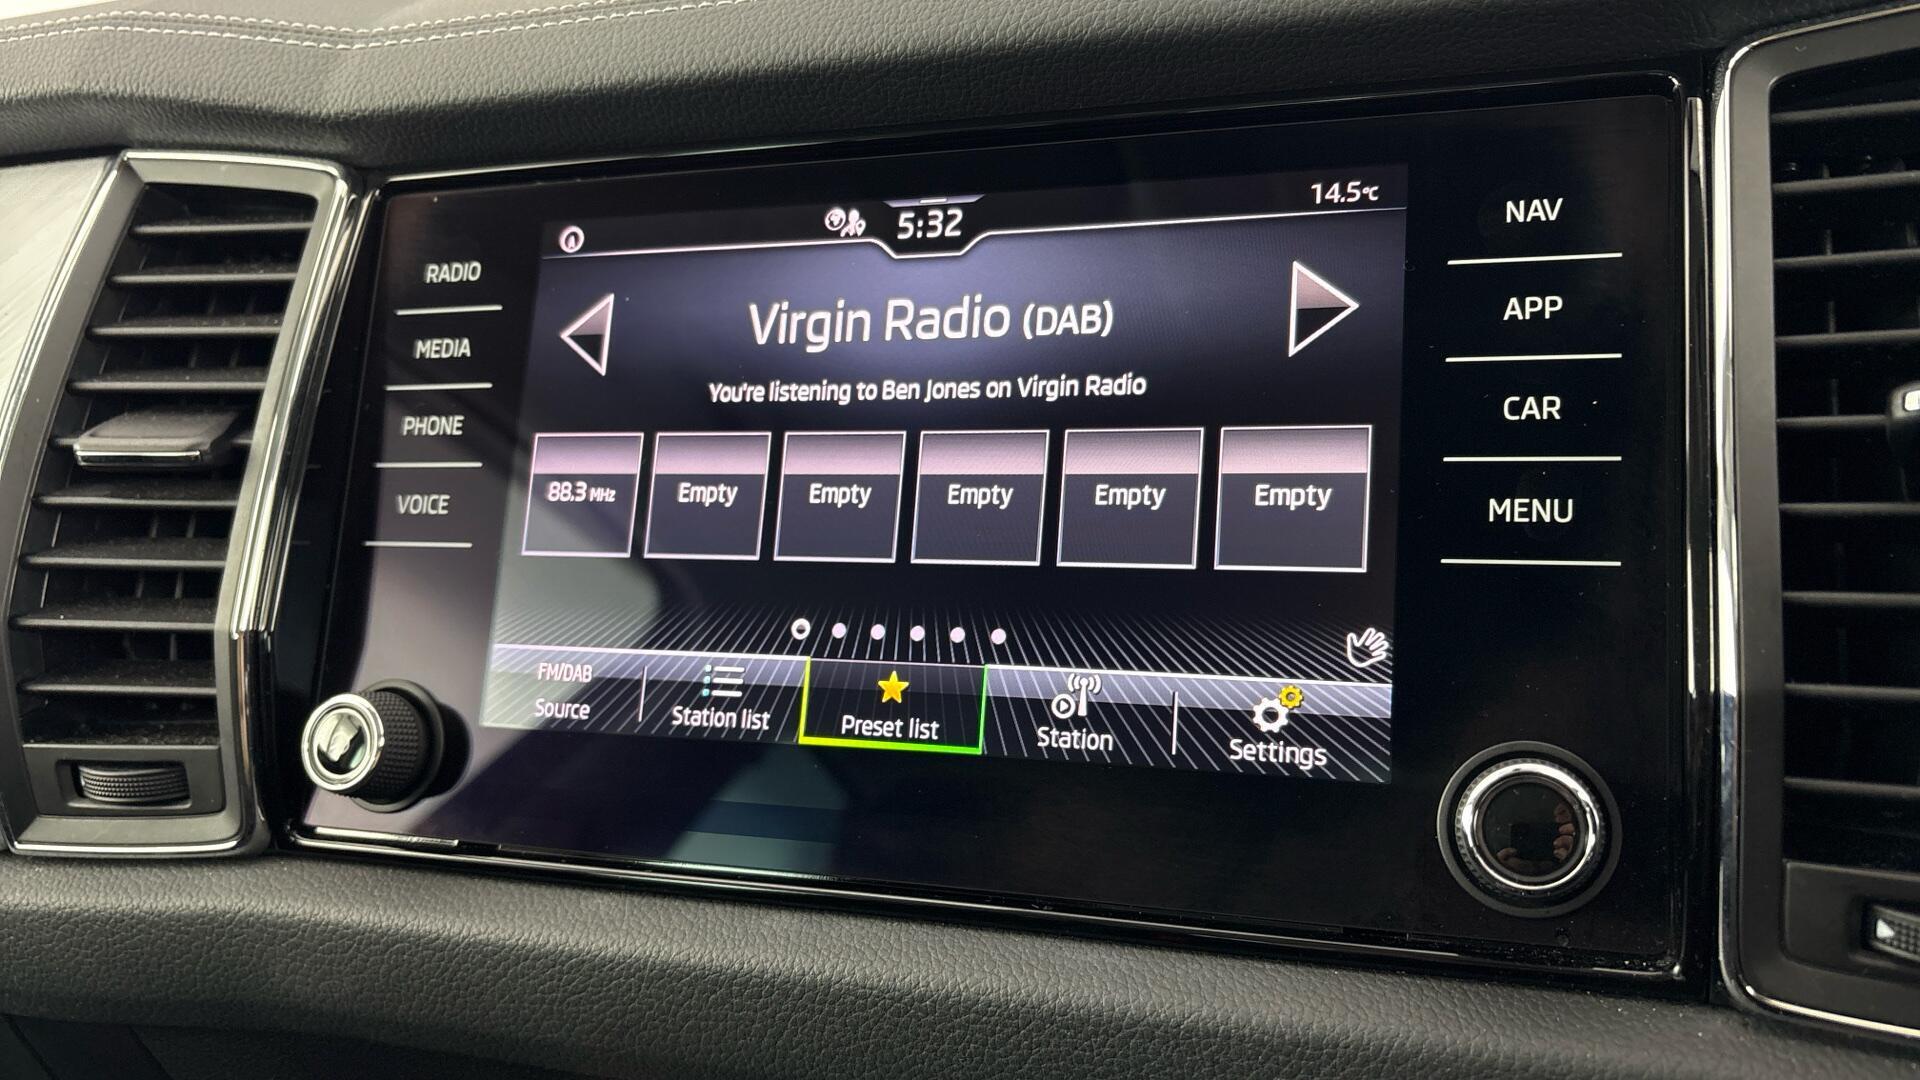 14.5°C
5:32
NAV
APP
CAR
MENU
RADIO
MEDIA
PHONE
VOICE
Virgin Radio (DAB)
You're listening to Ben Jones on Virgin Radio
88.3 MHz
Empty
Empty
Empty
Empty
Empty
FM/DAB
Source
Station list
Preset list
Station
Settings